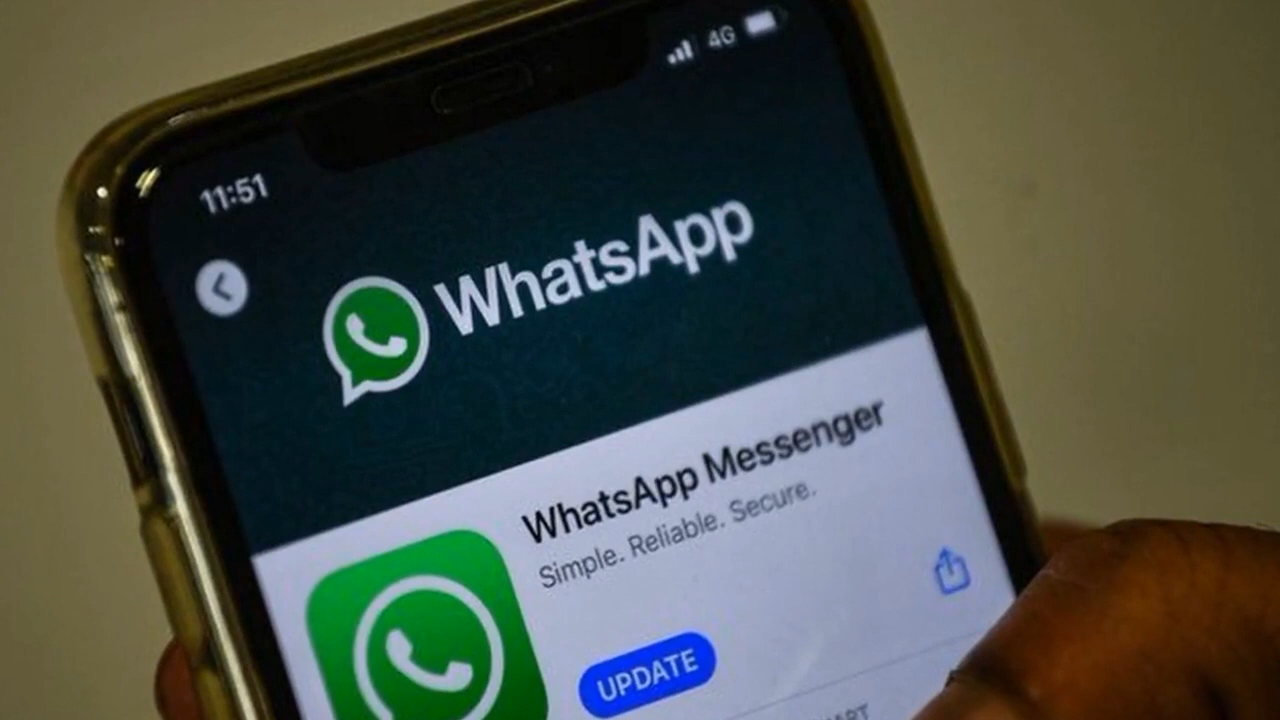 4G
11:51
WhatsApp
WhatsApp Messenger
Simple. Reliable. Secure.
UPDATE